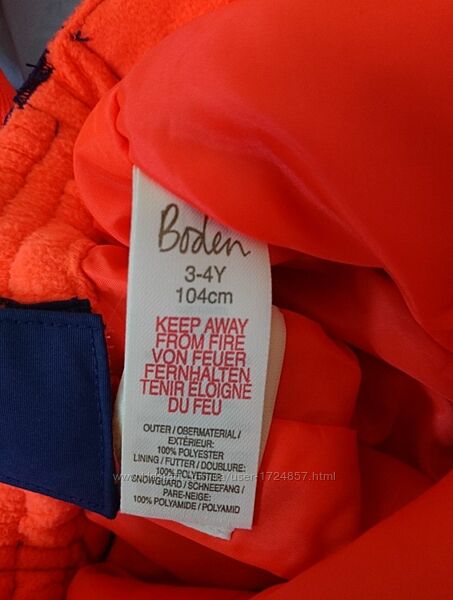 Boden
3-4Y
104cm
KEEP AWAY
FROM FIRE
VON FEUER
FERNHALTEN
TENIR ELOIGNE
DU FEU
OUTER / OBERMATERIAL /
EXTÉRIEUR:
100% POLYESTER
LINING / FUTTER / DOUBLURE:
100% POLYESTER
SNOWGUARD / SCHNEEFANG /
PARE-NEIGE:
100% POLYAMIDE / POLYAMID